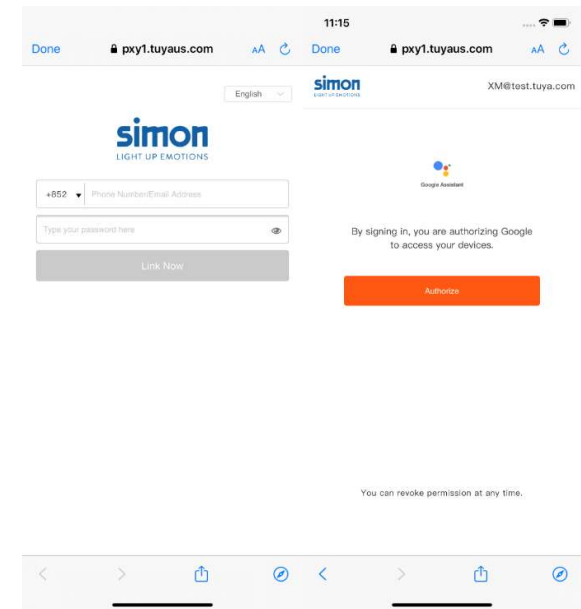 Done
pxy1.tuyaus.com
AA
English
simon
LIGHT UP EMOTIONS
+852
Phone Number/Email Address
Type your password here
Link Now
11:15
Done
pxy1.tuyaus.com
AA
simon
LIGHT UP EMOTIONS
XM@test.tuya.com
Google Assistant
By signing in, you are authorizing Google
to access your devices.
Authorize
You can revoke permission at any time.